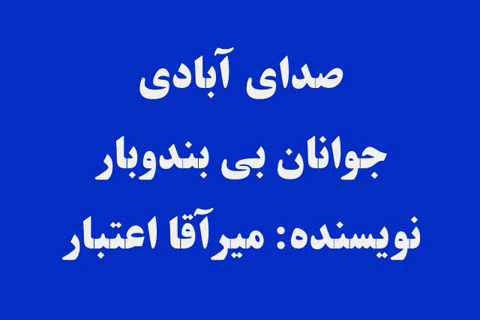 صدای آبادی
جوانان بی بندوبار
نویسنده: میرآقا اعتبار